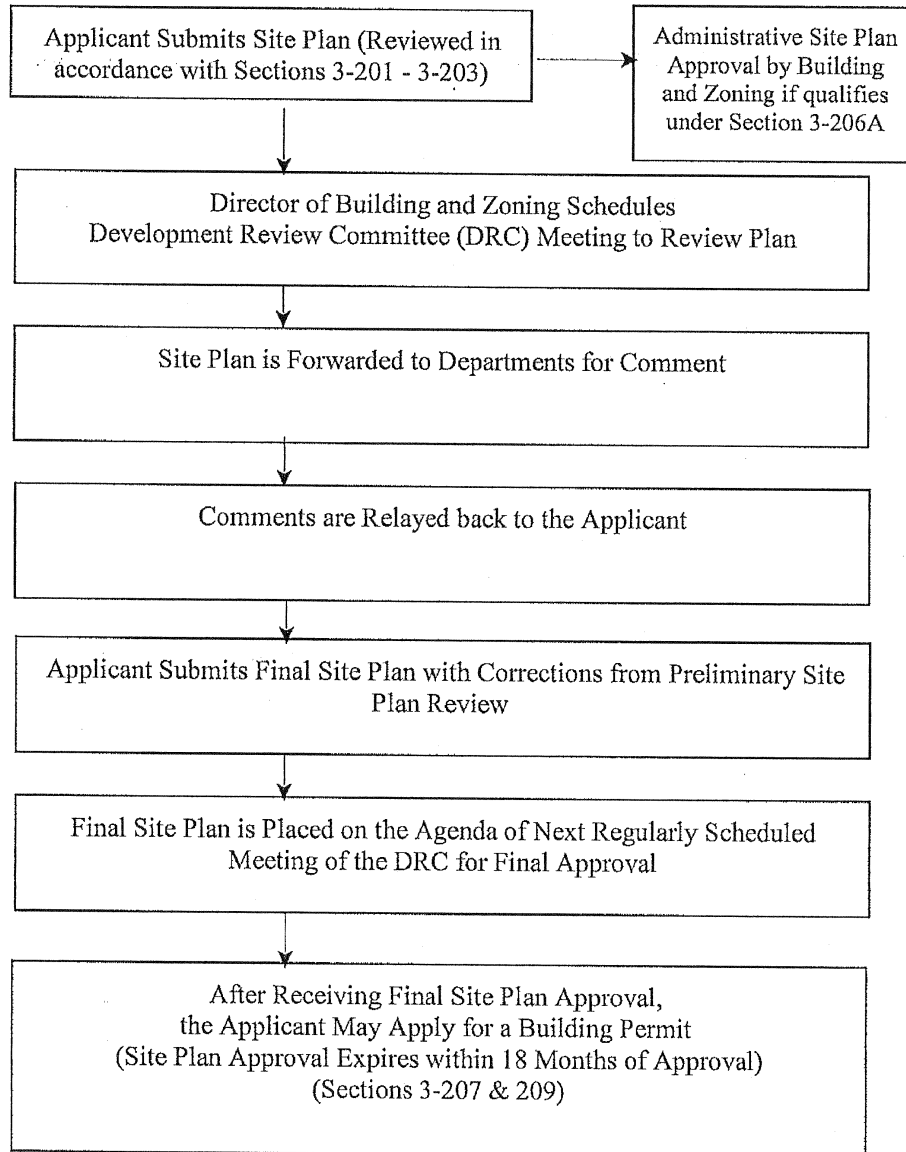 Applicant Submits Site Plan (Reviewed in
accordance with Sections 3-201 - 3-203)
Administrative Site Plan
Approval by Building
and Zoning if qualifies
under Section 3-206A
Director of Building and Zoning Schedules
Development Review Committee (DRC) Meeting to Review Plan
Site Plan is Forwarded to Departments for Comment
Comments are Relayed back to the Applicant
Applicant Submits Final Site Plan with Corrections from Preliminary Site
Plan Review
Final Site Plan is Placed on the Agenda of Next Regularly Scheduled
Meeting of the DRC for Final Approval
After Receiving Final Site Plan Approval,
the Applicant May Apply for a Building Permit
(Site Plan Approval Expires within 18 Months of Approval)
(Sections 3-207 & 209)